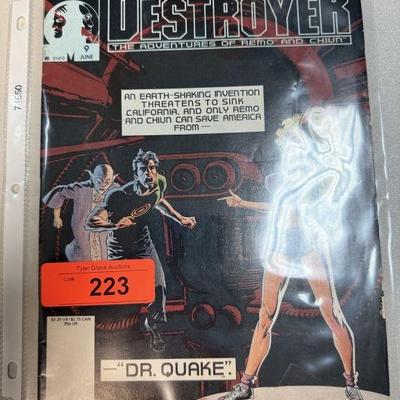 DESTROYER
THE ADVENTURES OF REMO AND CHIUN
9
JUNE
AN EARTH-SHAKING INVENTION
THREATENS TO SINK
CALIFORNIA, AND ONLY REMO
AND CHIUN CAN SAVE AMERICA
FROM—
Tyler Grace Auctions
223
—"DR. QUAKE".